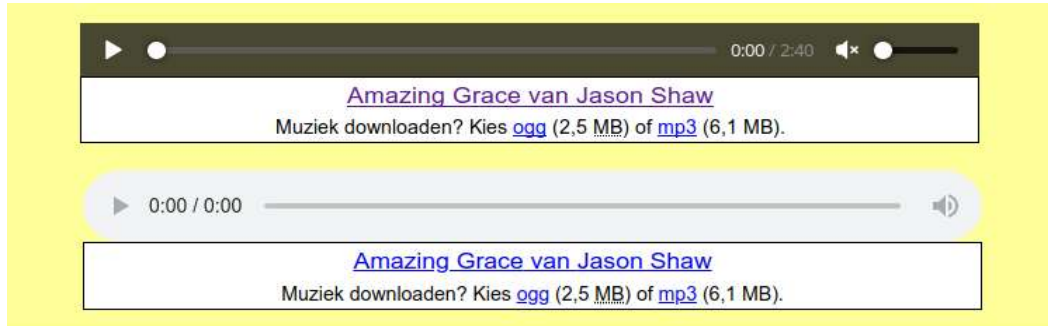 0:00 / 2:40
Amazing Grace van Jason Shaw
Muziek downloaden? Kies ogg (2,5 MB) of mp3 (6,1 MB).
0:00 / 0:00
Amazing Grace van Jason Shaw
Muziek downloaden? Kies ogg (2,5 MB) of mp3 (6,1 MB).